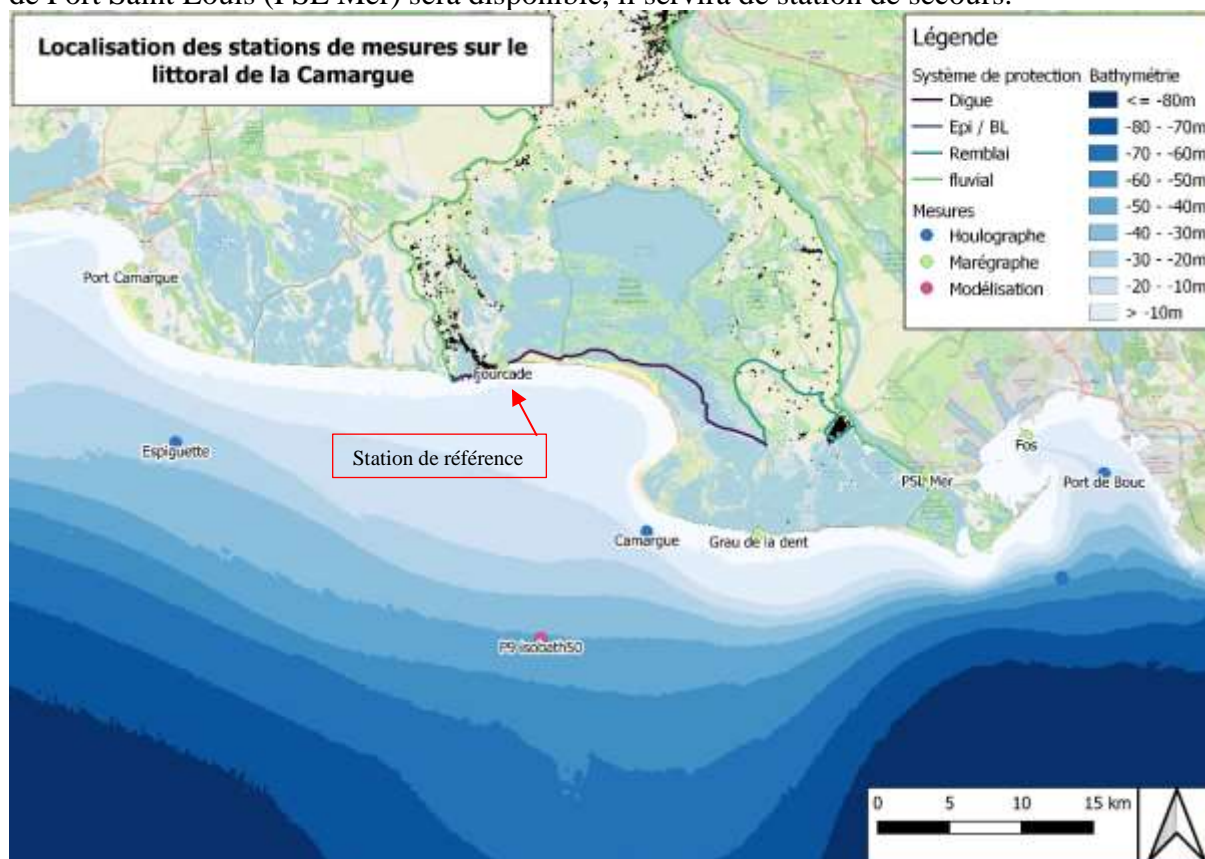 de Port Saint Louis (PSL Mer) sera disponible, il servira de station de secours.
Localisation des stations de mesures sur le
littoral de la Camargue
Légende
Système de protection
Digue
Epi / BL
Remblai
fluvial
Mesures
Houlographe
Marégraphe
Modélisation
Bathymétrie
< = -80m
-80 - -70m
-70 - -60m
-60 - -50m
-50 - -40m
-40 - -30m
-30 - -20m
-20 - -10m
> -10m
Port Camargue
Fourcade
Espiguette
Station de référence
Fos
PSL Mer
Port de Bouc
Camargue
Grau de la dent
P9 isobath50
0 5 10 15 km